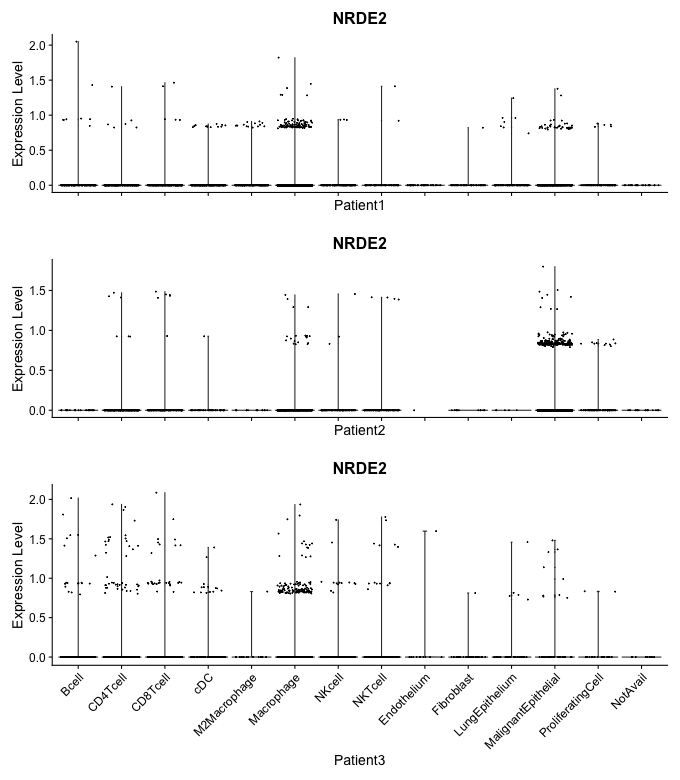 NRDE2
Expression Level
2.0
1.5
1.0
0.5
0.0
Patient1
NRDE2
Expression Level
1.5
1.0
0.5
0.0
Patient2
NRDE2
Expression Level
2.0
1.5
1.0
0.5
0.0
Bcell
CD4Tcell
CD8Tcell
cDC
M2Macrophage
Macrophage
NKcell
NKTcell
Endothelium
Fibroblast
LungEpithelium
MalignantEpithelial
ProliferatingCell
NotAvail
Patient3